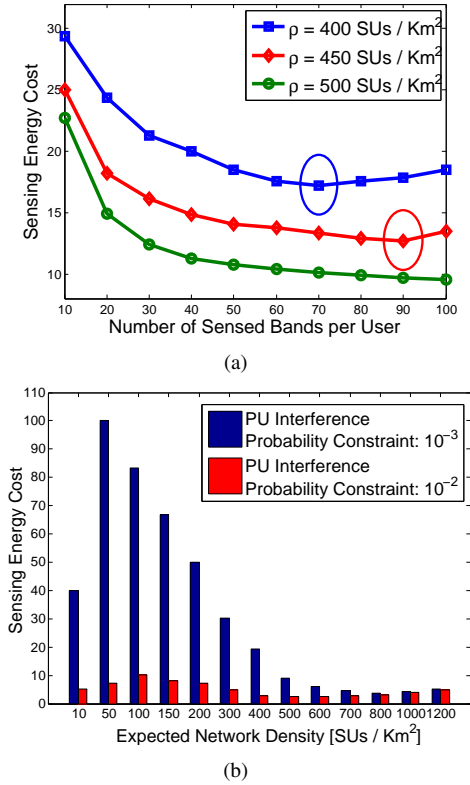 30
25
20
15
10
Sensing Energy Cost
ρ = 400 SUs / Km²
ρ = 450 SUs / Km²
ρ = 500 SUs / Km²
10 20 30 40 50 60 70 80 90 100
Number of Sensed Bands per User
(a)
110
100
90
80
70
60
50
40
30
20
10
0
Sensing Energy Cost
PU Interference
Probability Constraint: 10⁻³
PU Interference
Probability Constraint: 10⁻²
10 50 100 150 200 300 400 500 600 700 800 1000 1200
Expected Network Density [SUs / Km²]
(b)